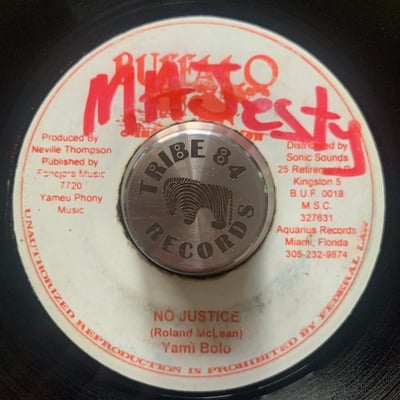 BUFFALO
MAJesty
Produced By
Neville Thompson
Published by
7720
Yameu Phony
Music
Distributed by
Sonic Sounds
25 Retirement
Kingston 5
B.U.F. 0018
M.S.C.
327631
Aquarius Records
Miami, Florida
305-232-9874
TRIBE 84
RECORDS
NO JUSTICE
(Roland McLean)
Yami Bolo
UNAUTHORIZED REPRODUCTION IS PROHIBITED BY FEDERAL LAW